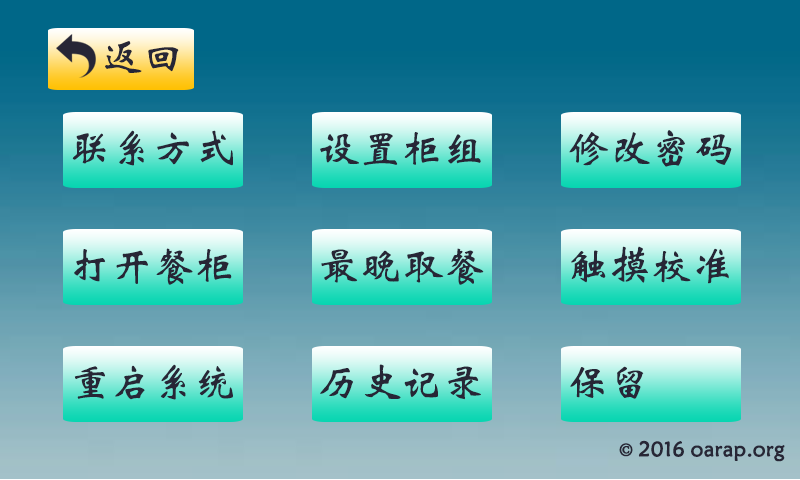 返回
联系方式 设置柜组 修改密码
打开餐柜 最晚取餐 触摸校准
重启系统 历史记录 保留
© 2016 oarap.org